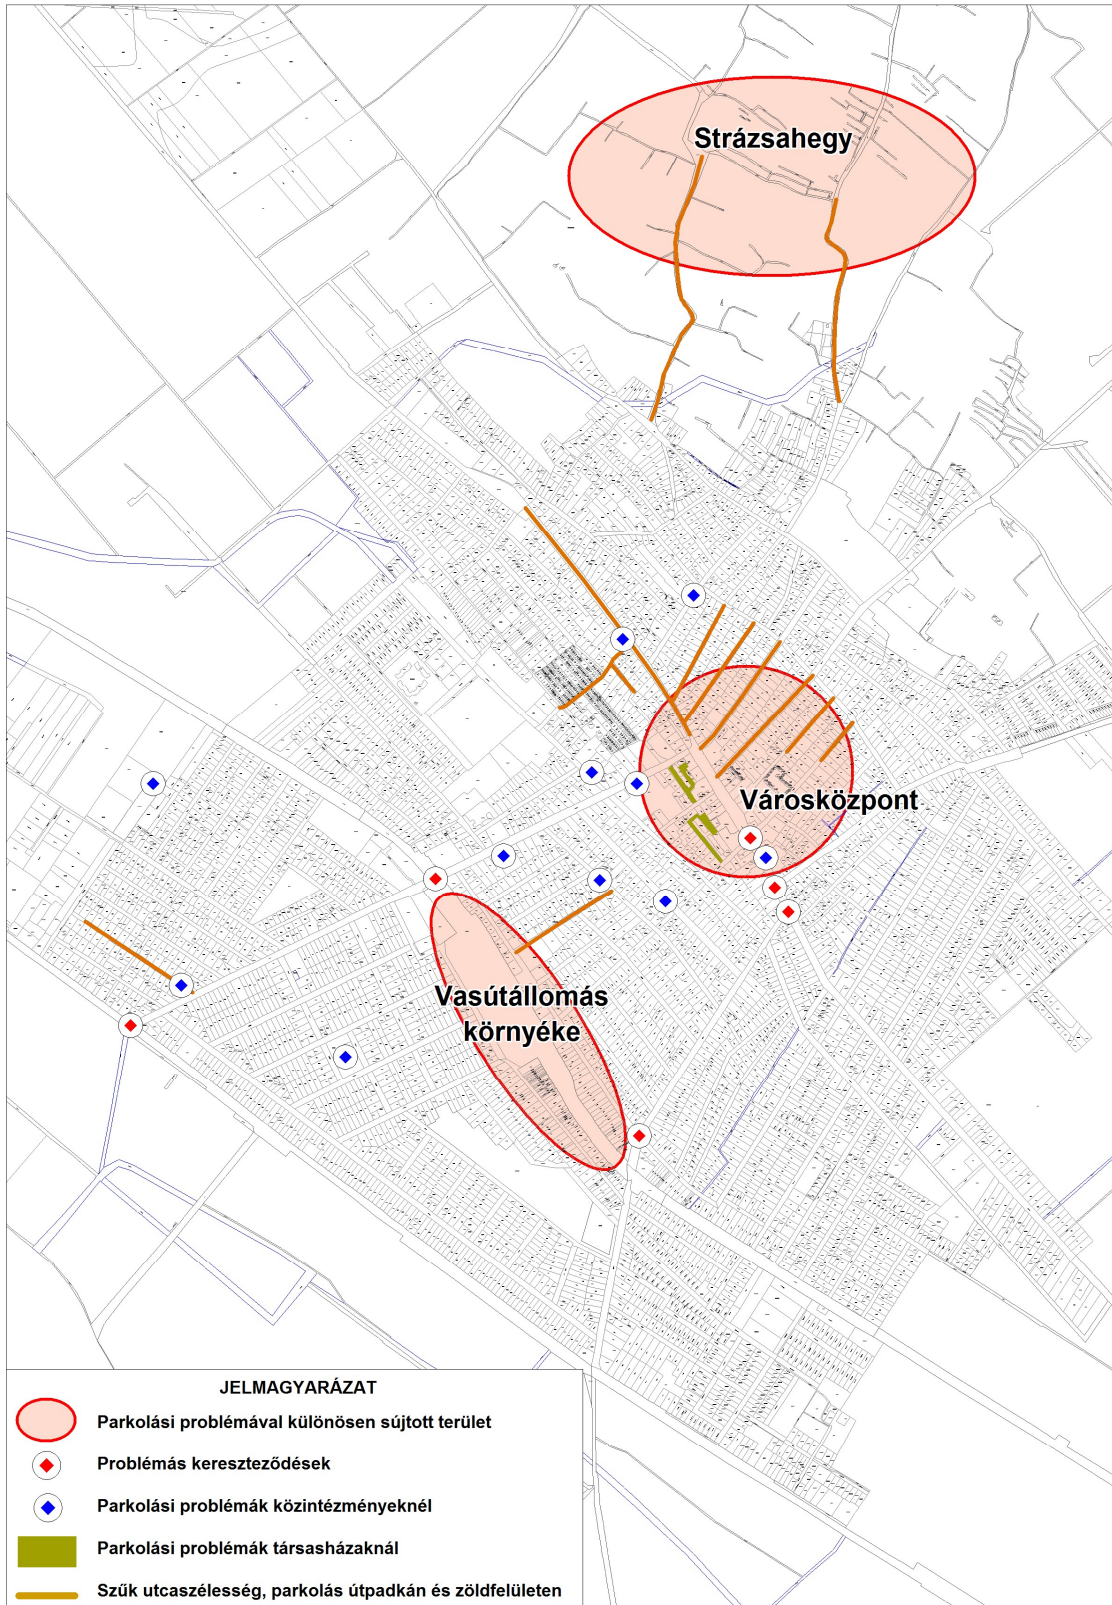 Strázsahegy
Városközpont
Vasútállomás
környéke
JELMAGYARÁZAT
Parkolási problémával különösen sújtott terület
Problémás kereszteződések
Parkolási problémák közintézményeknél
Parkolási problémák társasházaknál
Szűk utcaszélesség, parkolás útpadkán és zöldfelületen